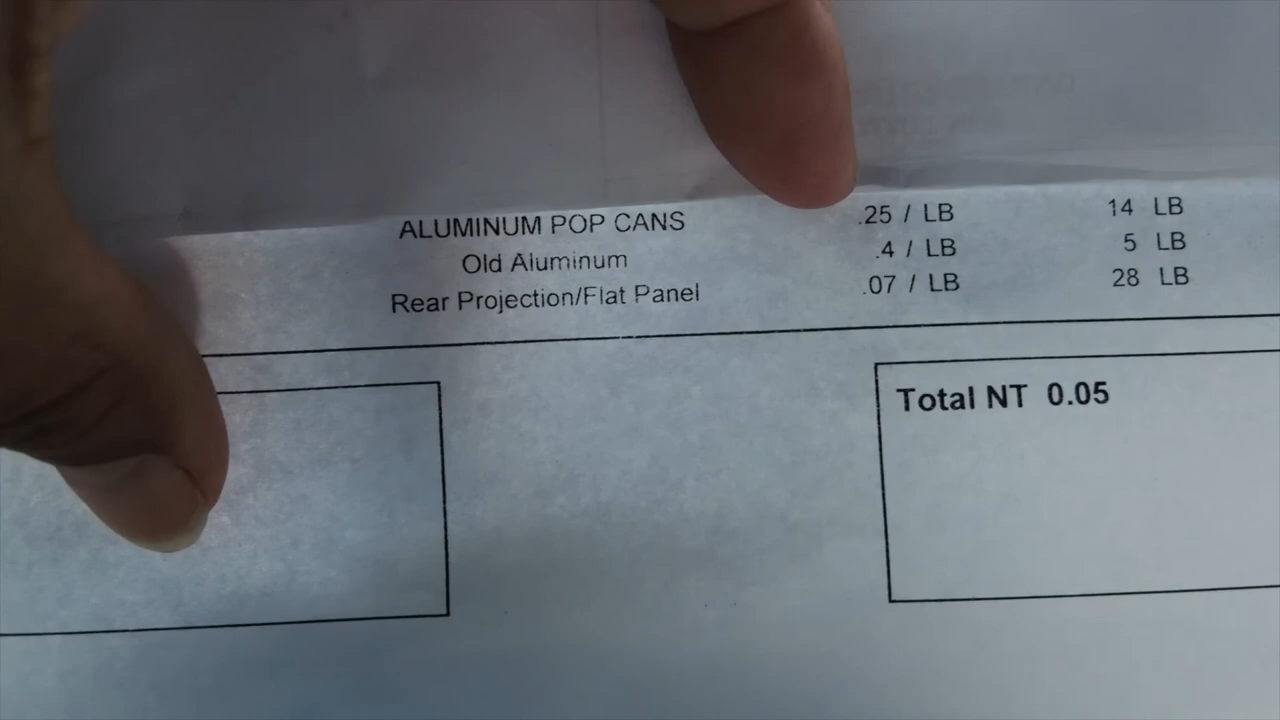 ALUMINUM POP CANS .25 / LB 14 LB
Old Aluminum .4 / LB 5 LB
Rear Projection/Flat Panel .07 / LB 28 LB
Total NT 0.05